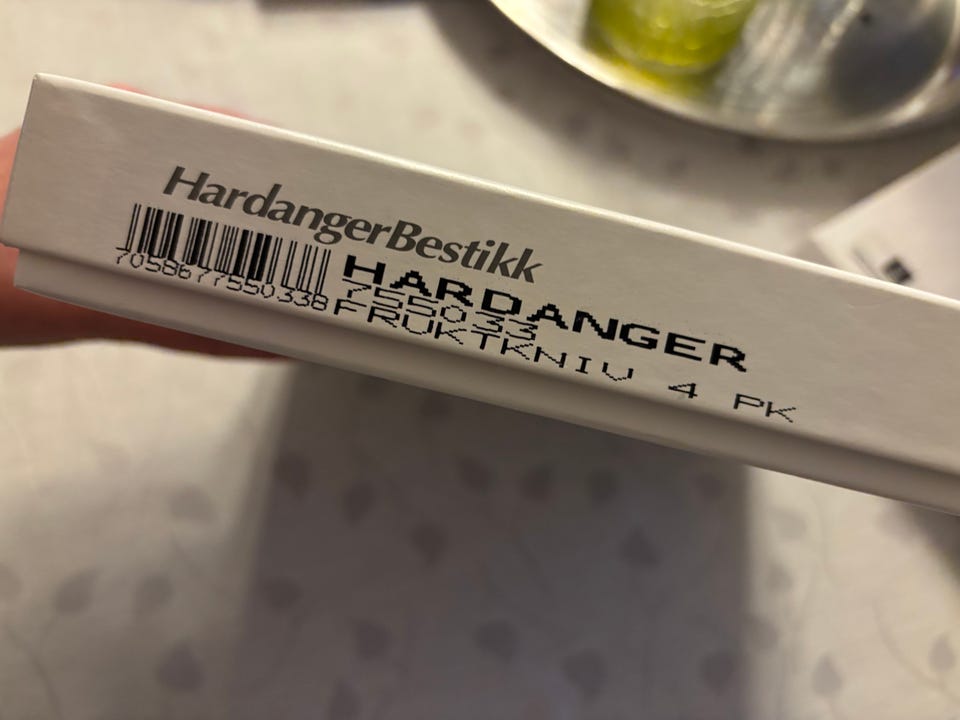 HardangerBestikk
7058677550338
HARDANGER
755033
FRUKTKNIV 4 PK